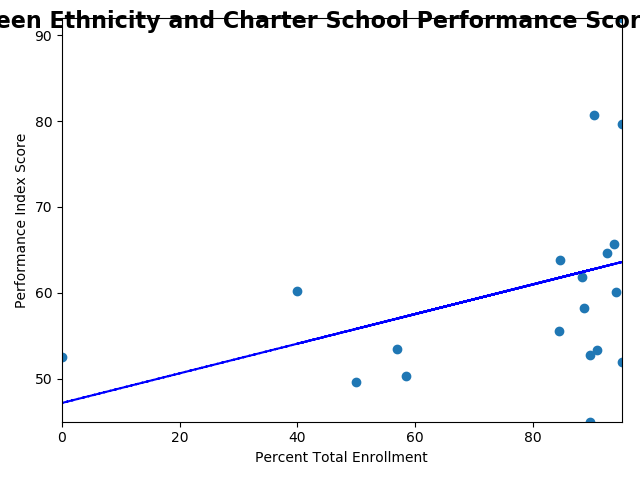 een Ethnicity and Charter School Performance Scor
90
80
70
60
50
Performance Index Score
0 20 40 60 80
Percent Total Enrollment